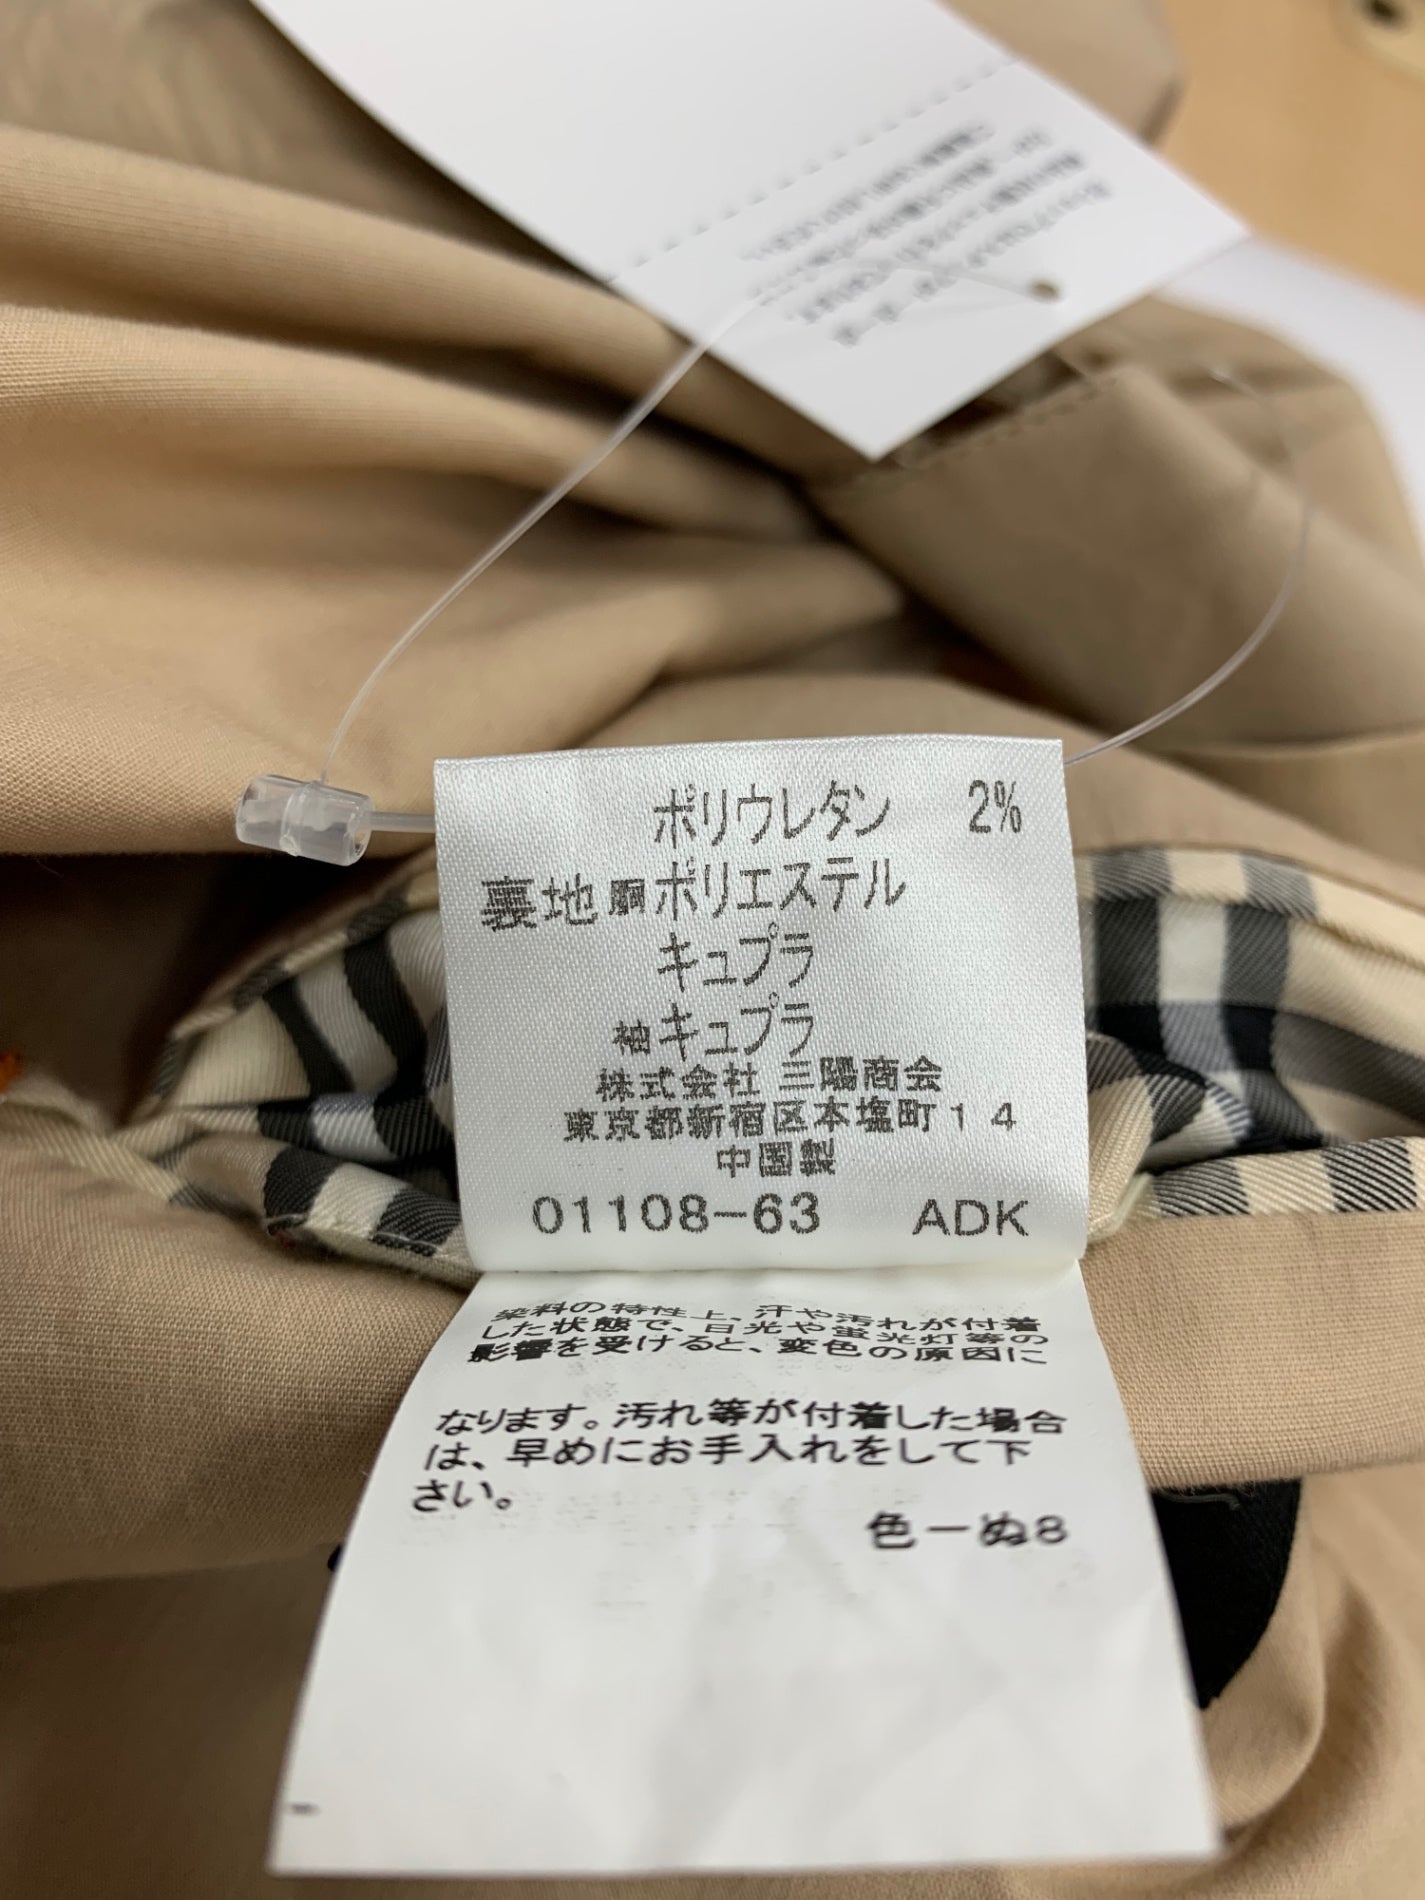 ポリウレタン 2%
裏地 胴ポリエステル
キュプラ
袖キュプラ
株式会社 三陽商会
東京都新宿区本塩町14
中国製
01108-63 ADK
染料の特性上、汗や汚れが付着
した状態で、日光や蛍光灯等の
影響を受けると、変色の原因に
なります。汚れ等が付着した場合
は、早めにお手入れをして下
さい。
色ーぬ8